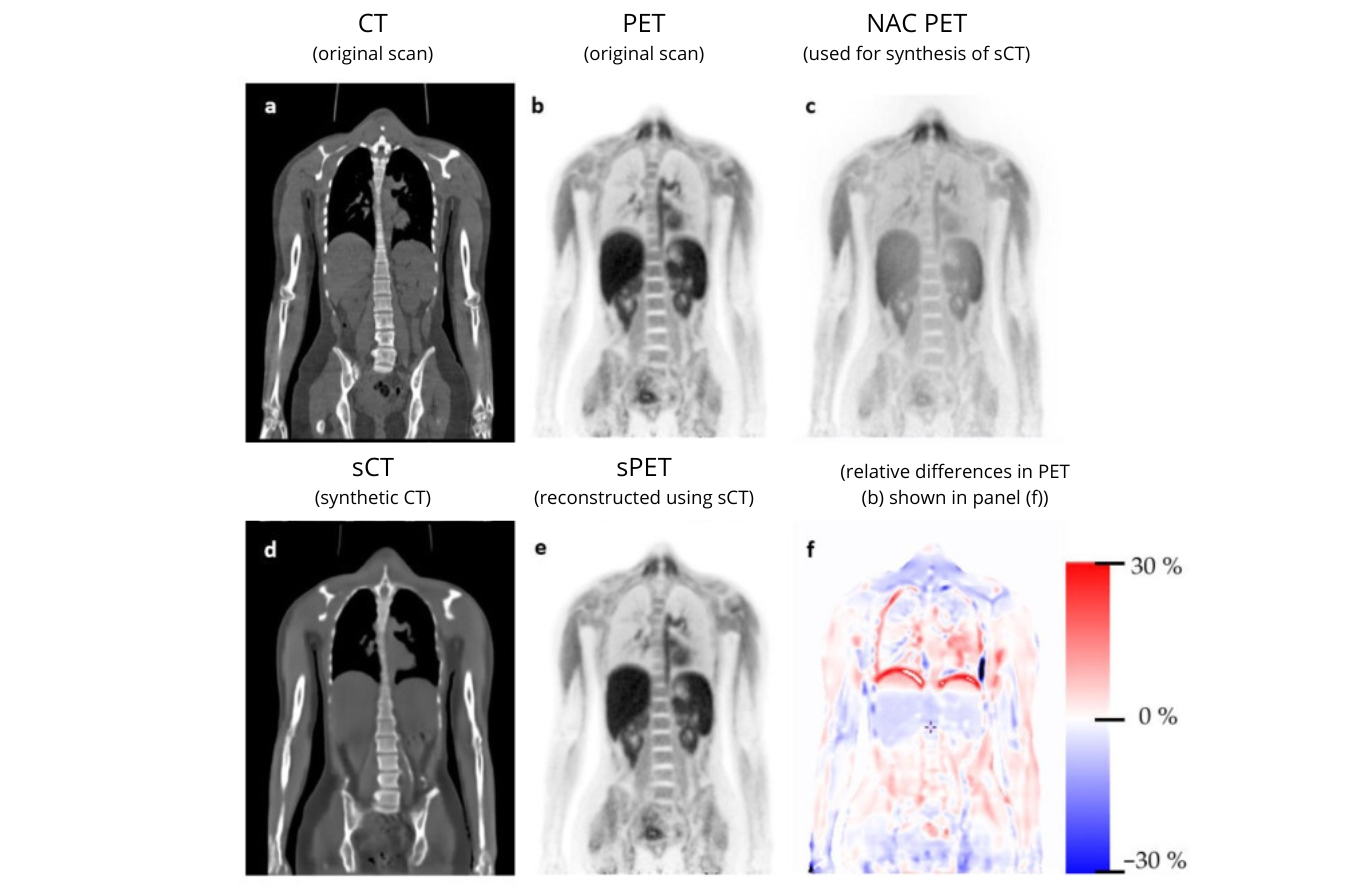 CT
(original scan)
PET
(original scan)
NAC PET
(used for synthesis of sCT)
a
b
c
sCT
(synthetic CT)
sPET
(reconstructed using sCT)
(relative differences in PET
(b) shown in panel (f))
d
e
f
30 %
0 %
−30 %